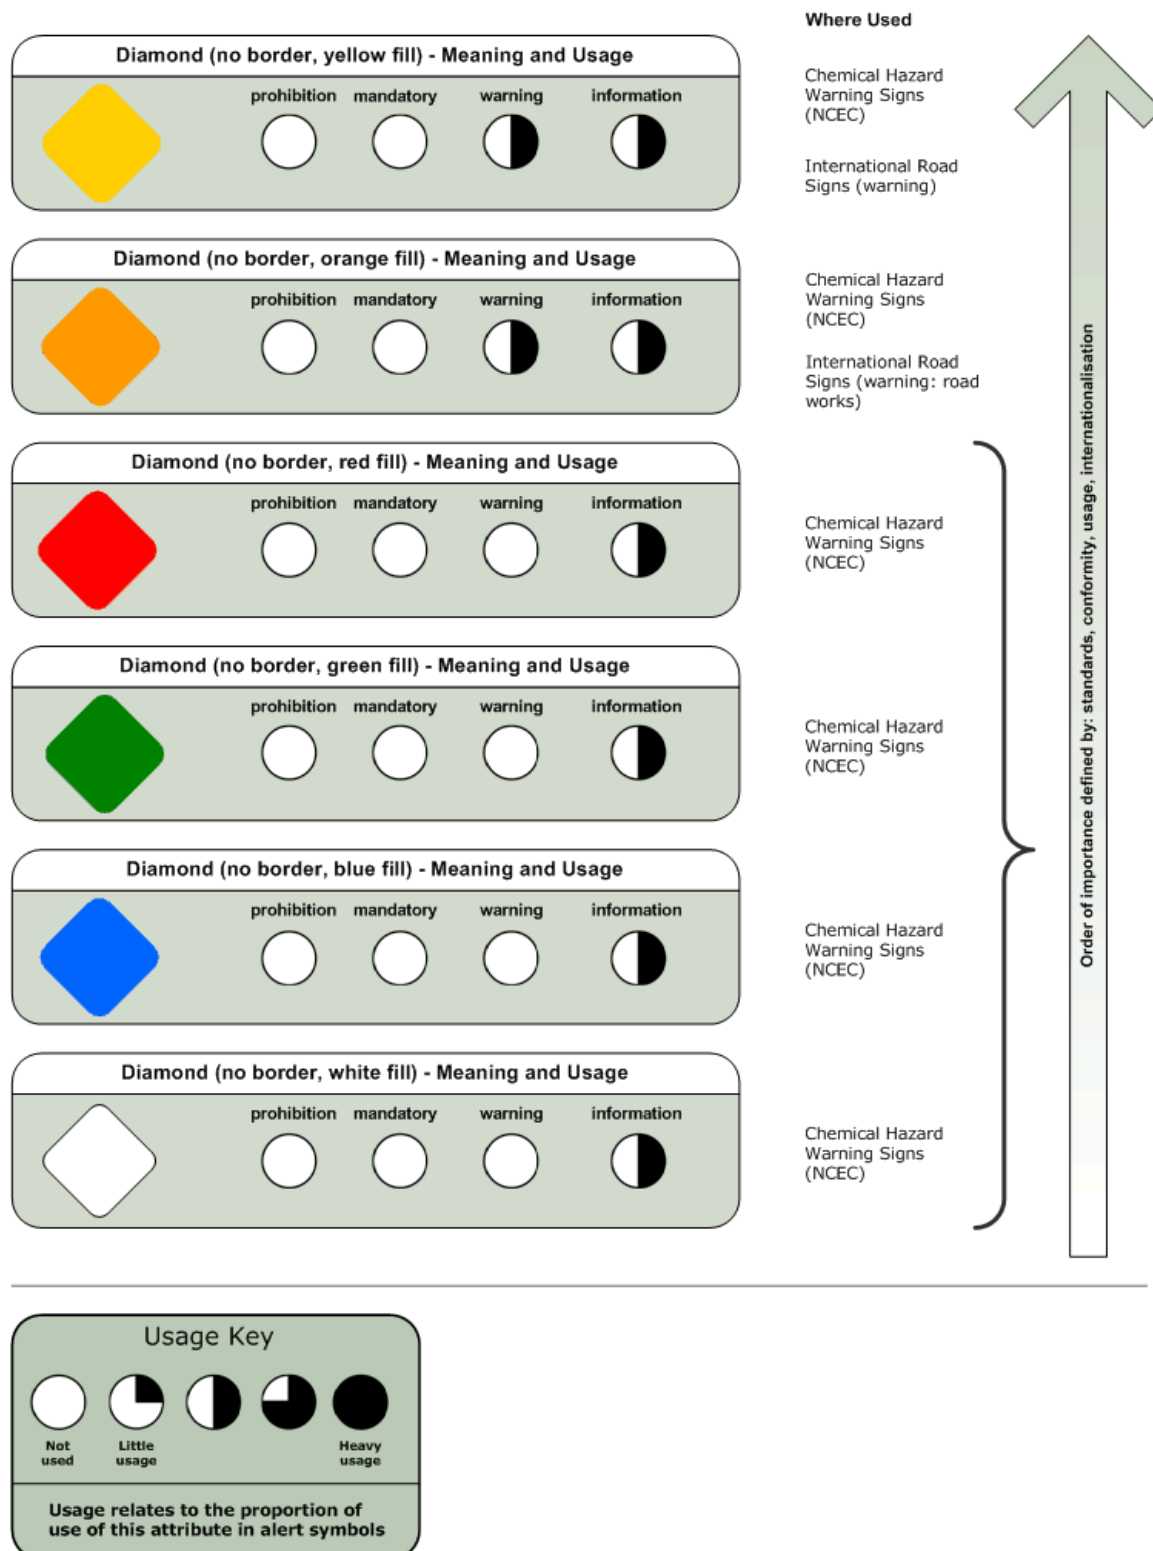 Where Used
Diamond (no border, yellow fill) - Meaning and Usage
prohibition mandatory warning information
Chemical Hazard
Warning Signs
(NCEC)
International Road
Signs (warning)
Diamond (no border, orange fill) - Meaning and Usage
prohibition mandatory warning information
Chemical Hazard
Warning Signs
(NCEC)
International Road
Signs (warning: road
works)
Diamond (no border, red fill) - Meaning and Usage
prohibition mandatory warning information
Chemical Hazard
Warning Signs
(NCEC)
Diamond (no border, green fill) - Meaning and Usage
prohibition mandatory warning information
Chemical Hazard
Warning Signs
(NCEC)
Diamond (no border, blue fill) - Meaning and Usage
prohibition mandatory warning information
Chemical Hazard
Warning Signs
(NCEC)
Diamond (no border, white fill) - Meaning and Usage
prohibition mandatory warning information
Chemical Hazard
Warning Signs
(NCEC)
Order of importance defined by: standards, conformity, usage, internationalisation
Usage Key
Not
used
Little
usage
Heavy
usage
Usage relates to the proportion of
use of this attribute in alert symbols